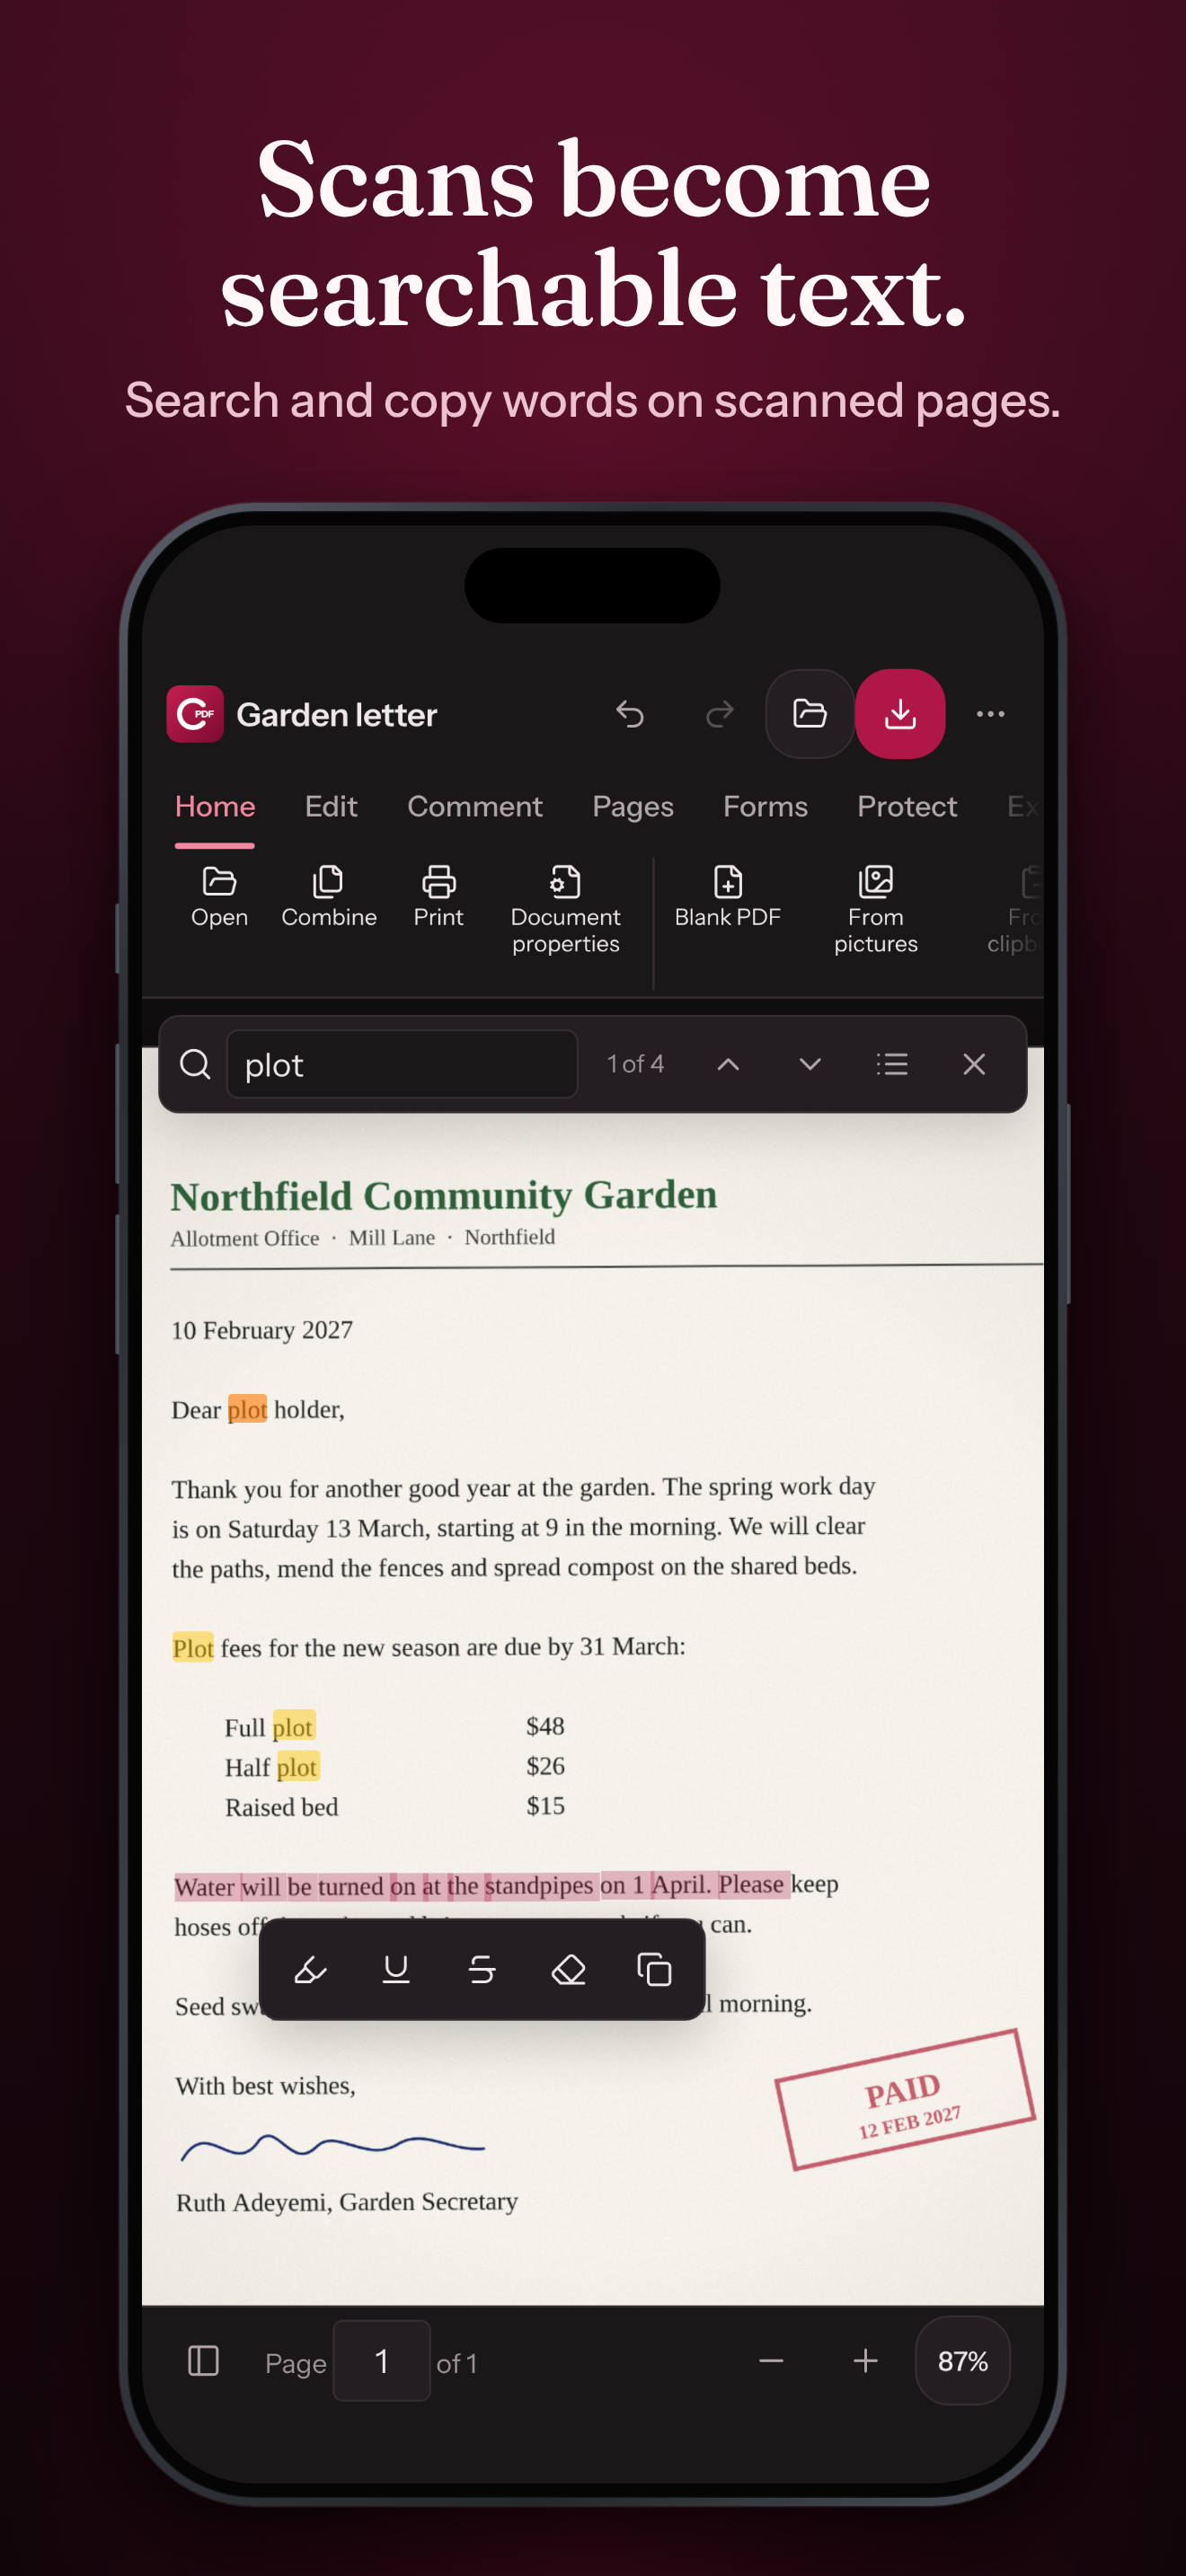 Scans become
searchable text.
Search and copy words on scanned pages.
PDF
Garden letter
Home Edit Comment Pages Forms Protect Ex
Open Combine Print Document properties Blank PDF From pictures
plot 1 of 4
Northfield Community Garden
Allotment Office · Mill Lane · Northfield
10 February 2027
Dear plot holder,
Thank you for another good year at the garden. The spring work day
is on Saturday 13 March, starting at 9 in the morning. We will clear
the paths, mend the fences and spread compost on the shared beds.
Plot fees for the new season are due by 31 March:
Full plot $48
Half plot $26
Raised bed $15
Water will be turned on at the standpipes on 1 April. Please keep
hoses off can.
Seed morning.
With best wishes,
PAID
12 FEB 2027
Ruth Adeyemi, Garden Secretary
Page 1 of 1 87%